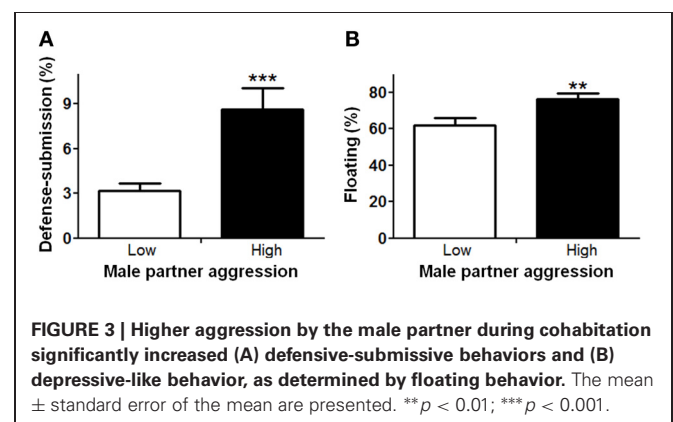 A
B
Defense-submission (%)
9
6
3
0
***
Low
High
Male partner aggression
Floating (%)
80
60
40
20
0
**
Low
High
Male partner aggression
FIGURE 3 | Higher aggression by the male partner during cohabitation
significantly increased (A) defensive-submissive behaviors and (B)
depressive-like behavior, as determined by floating behavior. The mean
± standard error of the mean are presented. **p < 0.01; ***p < 0.001.